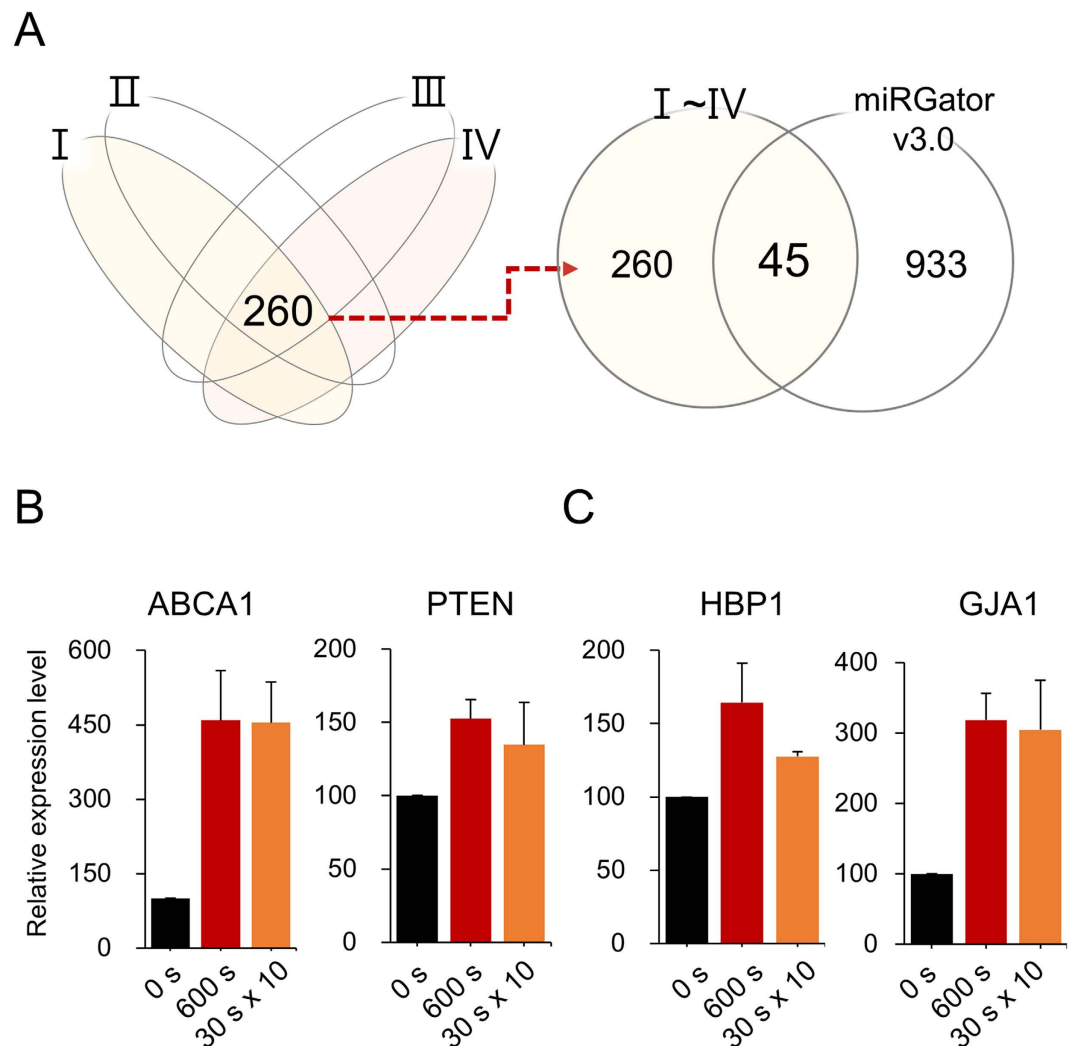 A
Ⅱ
Ⅲ
Ⅰ
Ⅳ
260
Ⅰ ~Ⅳ
miRGator
v3.0
260
45
933
B
C
ABCA1
PTEN
HBP1
GJA1
Relative expression level
600
450
300
150
0
0 s
600 s
30 s x 10
200
150
100
50
0
0 s
600 s
30 s x 10
200
150
100
50
0
0 s
600 s
30 s x 10
400
300
200
100
0
0 s
600 s
30 s x 10